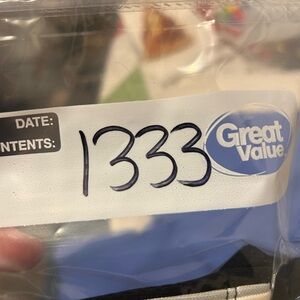 DATE:
NTENTS:
1333
Great
Value